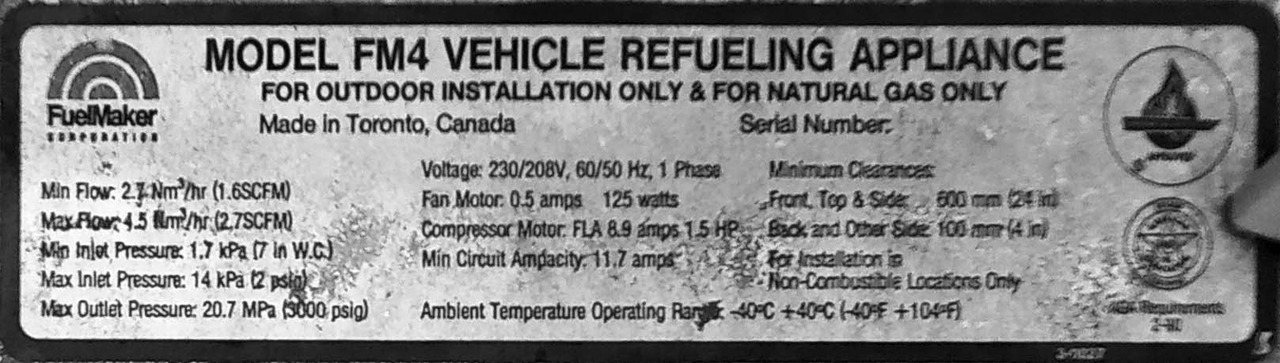 MODEL FM4 VEHICLE REFUELING APPLIANCE
FOR OUTDOOR INSTALLATION ONLY & FOR NATURAL GAS ONLY
FuelMaker
CORPORATION
Made in Toronto, Canada
Serial Number:
Min Flow: 2.7 Nm³/hr (1.6SCFM)
Max Flow: 4.5 Nm³/hr (2.7SCFM)
Min Inlet Pressure: 1.7 kPa (7 in W.C.)
Max Inlet Pressure: 14 kPa (2 psig)
Max Outlet Pressure: 20.7 MPa (3000 psig)
Voltage: 230/208V, 60/50 Hz, 1 Phase
Fan Motor: 0.5 amps 125 watts
Compressor Motor: FLA 8.9 amps 1.5 HP
Min Circuit Ampacity: 11.7 amps
Ambient Temperature Operating Range: -40°C +40°C (-40°F +104°F)
Minimum Clearances:
Front, Top & Side: 600 mm (24 in)
Back and Other Side: 100 mm (4 in)
For Installation in
Non-Combustible Locations Only
Requirements